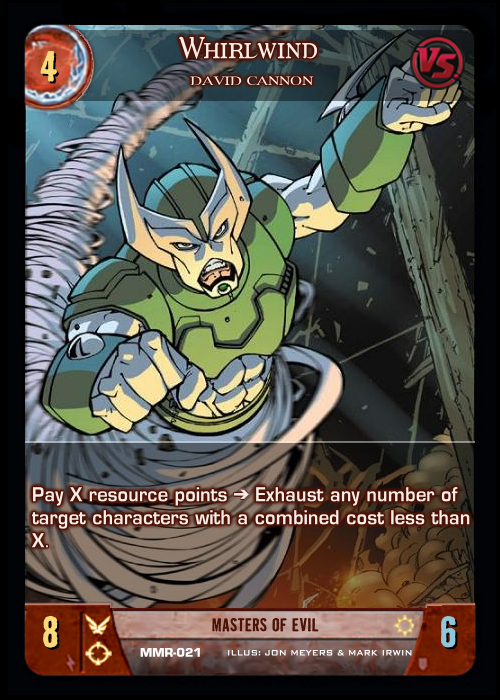 4
WHIRLWIND
DAVID CANNON
VS
Pay X resource points ➔ Exhaust any number of
target characters with a combined cost less than
X.
8
MASTERS OF EVIL
6
MMR-021 ILLUS: JON MEYERS & MARK IRWIN